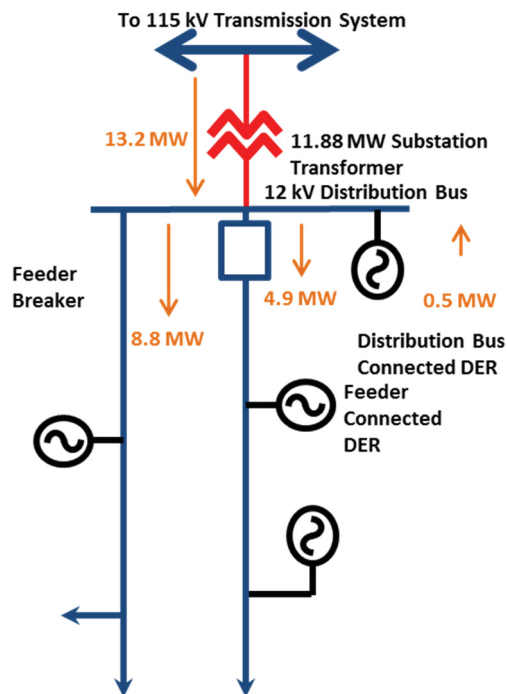 To 115 kV Transmission System
13.2 MW
11.88 MW Substation
Transformer
12 kV Distribution Bus
Feeder
Breaker
8.8 MW
4.9 MW
0.5 MW
Distribution Bus
Connected DER
Feeder
Connected
DER